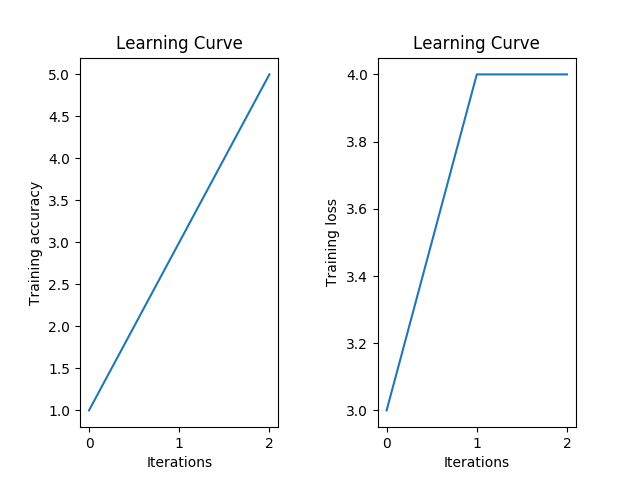 Learning Curve
Training accuracy
5.0
4.5
4.0
3.5
3.0
2.5
2.0
1.5
1.0
0 1 2
Iterations
Learning Curve
Training loss
4.0
3.8
3.6
3.4
3.2
3.0
0 1 2
Iterations